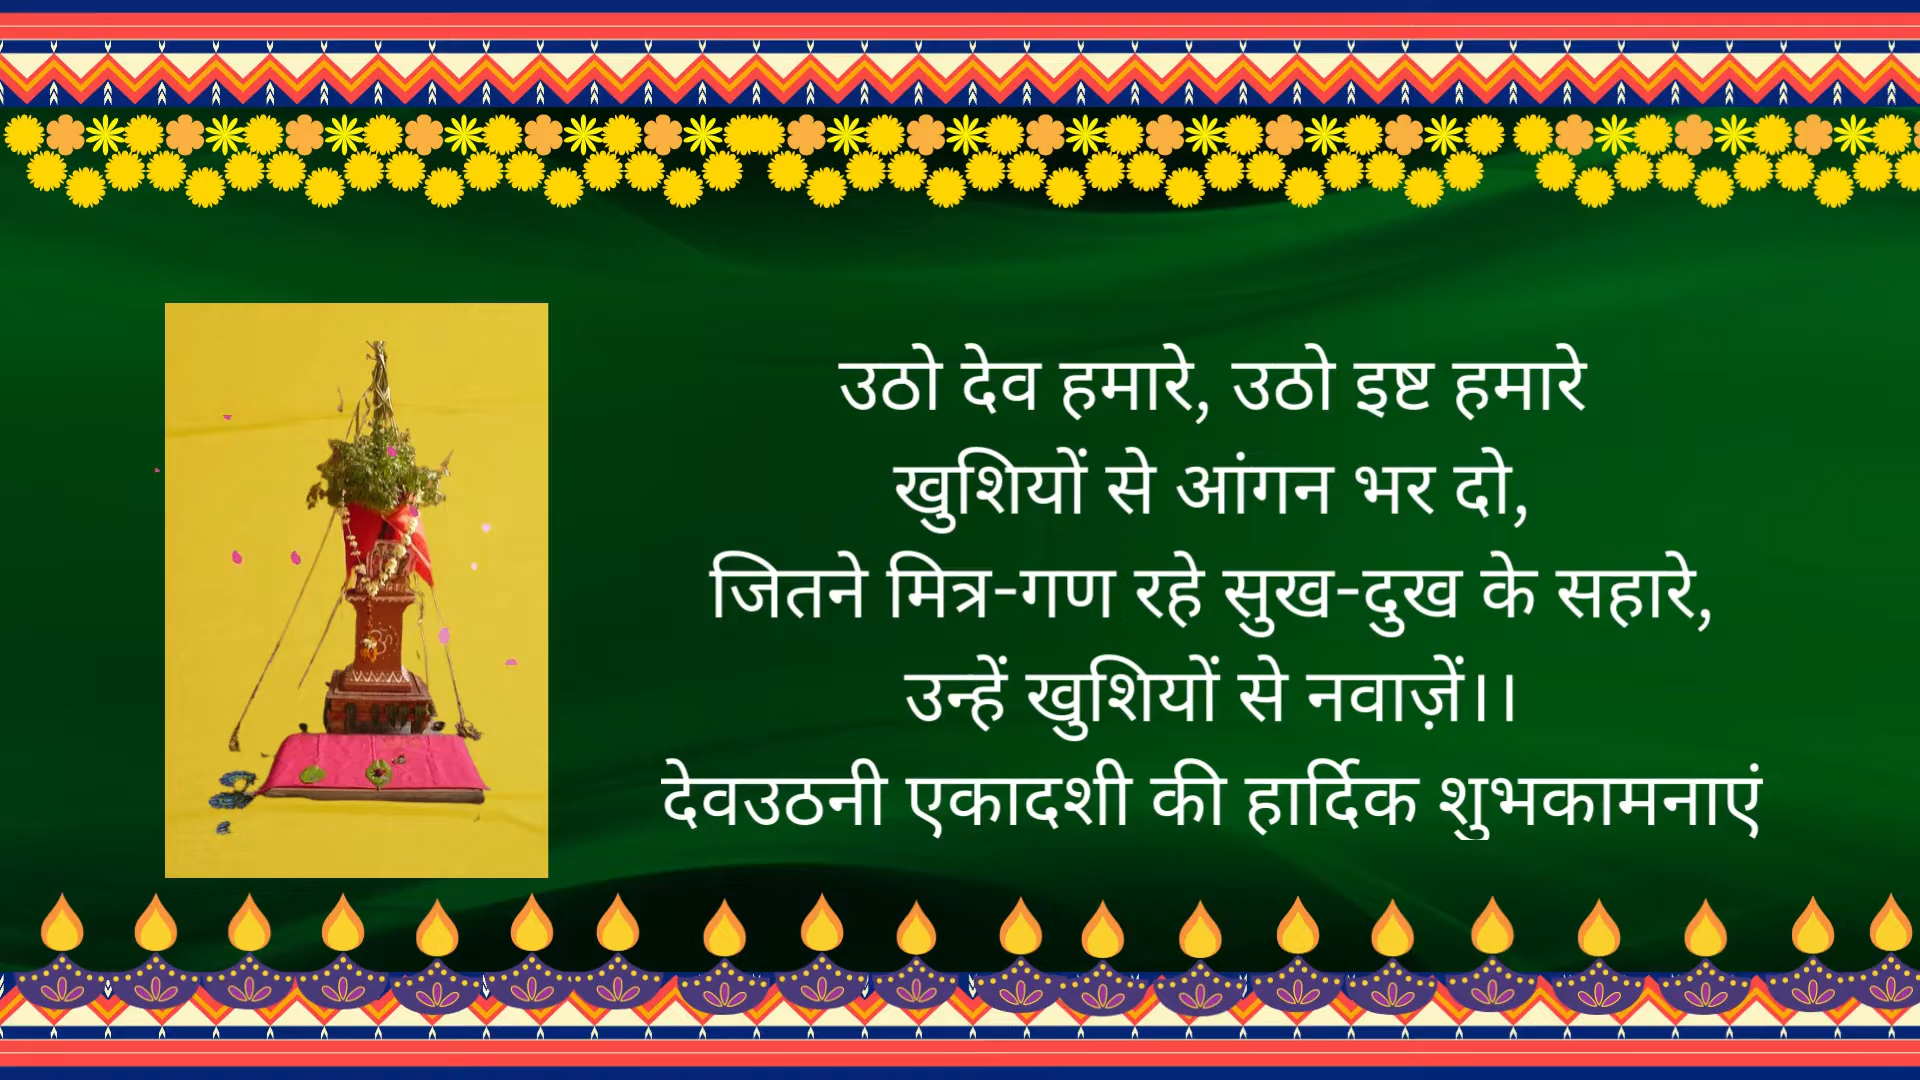 उठो देव हमारे, उठो इष्ट हमारे
खुशियों से आंगन भर दो,
जितने मित्र-गण रहे सुख-दुख के सहारे,
उन्हें खुशियों से नवाज़ें।।
देवउठनी एकादशी की हार्दिक शुभकामनाएं
ॐ